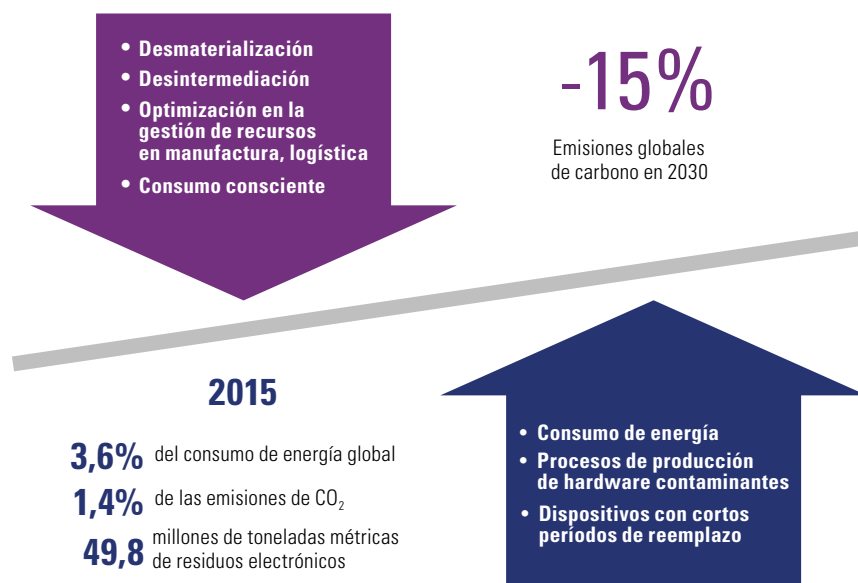 • Desmaterialización
• Desintermediación
• Optimización en la
gestión de recursos
en manufactura, logística
• Consumo consciente
-15%
Emisiones globales
de carbono en 2030
2015
3,6% del consumo de energía global
1,4% de las emisiones de CO₂
49,8 millones de toneladas métricas
de residuos electrónicos
• Consumo de energía
• Procesos de producción
de hardware contaminantes
• Dispositivos con cortos
períodos de reemplazo